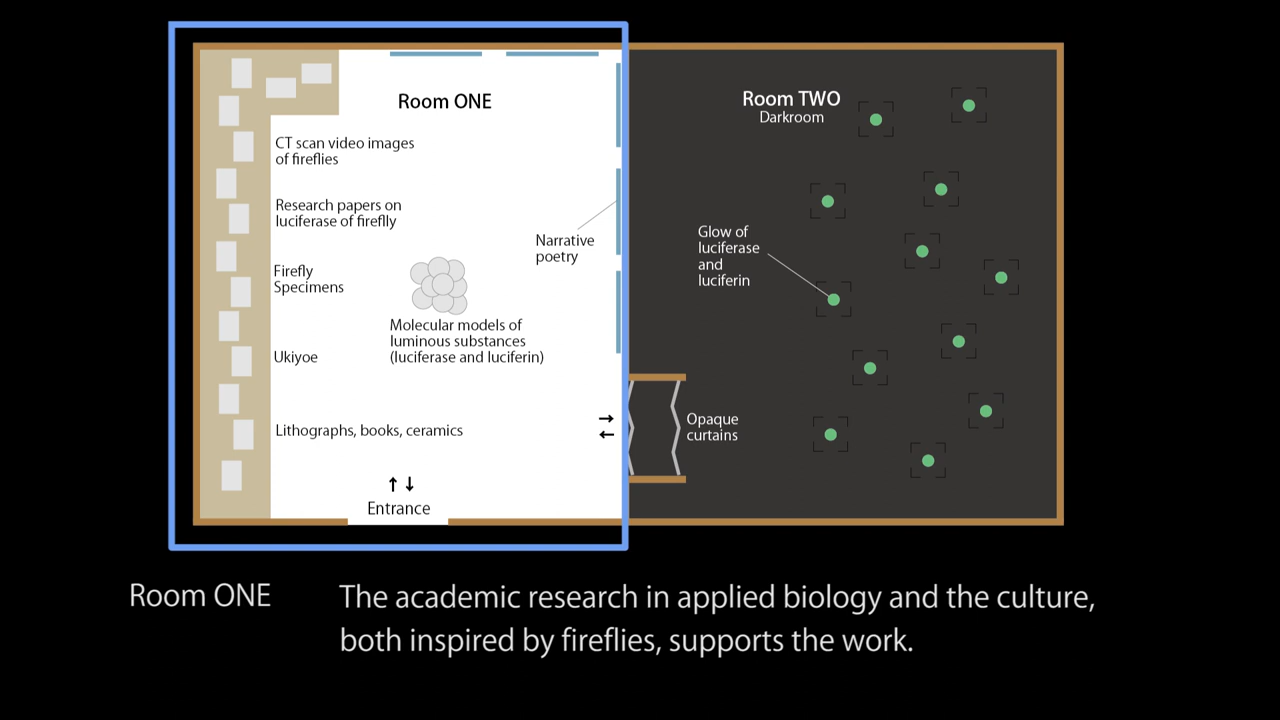 Room ONE
CT scan video images
of fireflies
Research papers on
luciferase of fireflly
Narrative
poetry
Firefly
Specimens
Molecular models of
luminous substances
(luciferase and luciferin)
Ukiyoe
Lithographs, books, ceramics
Entrance
Room TWO
Darkroom
Glow of
luciferase
and
luciferin
Opaque
curtains
Room ONE
The academic research in applied biology and the culture,
both inspired by fireflies, supports the work.